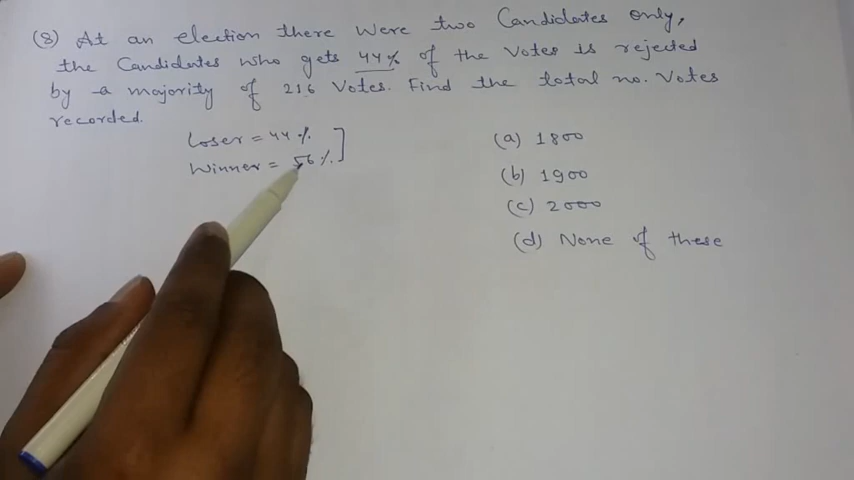 (8) At an election there were two Candidates only,
the Candidates who gets 44% of the Votes is rejected
by a majority of 216 Votes. Find the total no. Votes
recorded.
Loser = 44%
Winner = 56%
(a) 1800
(b) 1900
(c) 2000
(d) None of these